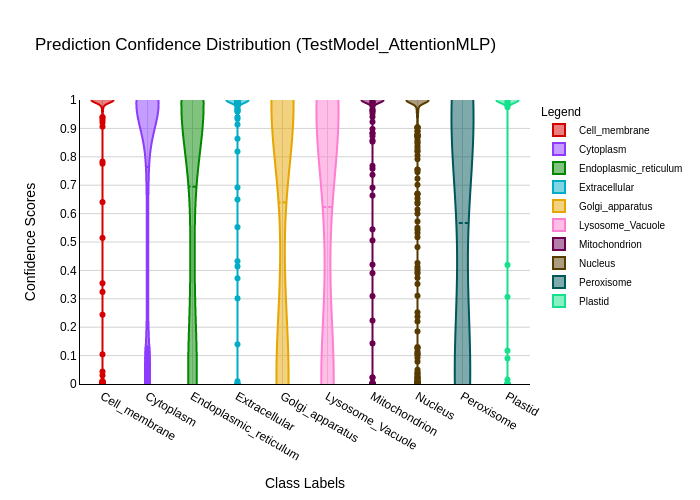 Prediction Confidence Distribution (TestModel_AttentionMLP)
Legend
Cell_membrane
Cytoplasm
Endoplasmic_reticulum
Extracellular
Golgi_apparatus
Lysosome_Vacuole
Mitochondrion
Nucleus
Peroxisome
Plastid
Confidence Scores
1
0.9
0.8
0.7
0.6
0.5
0.4
0.3
0.2
0.1
0
Cell_membrane
Cytoplasm
Endoplasmic_reticulum
Extracellular
Golgi_apparatus
Lysosome_Vacuole
Mitochondrion
Nucleus
Peroxisome
Plastid
Class Labels